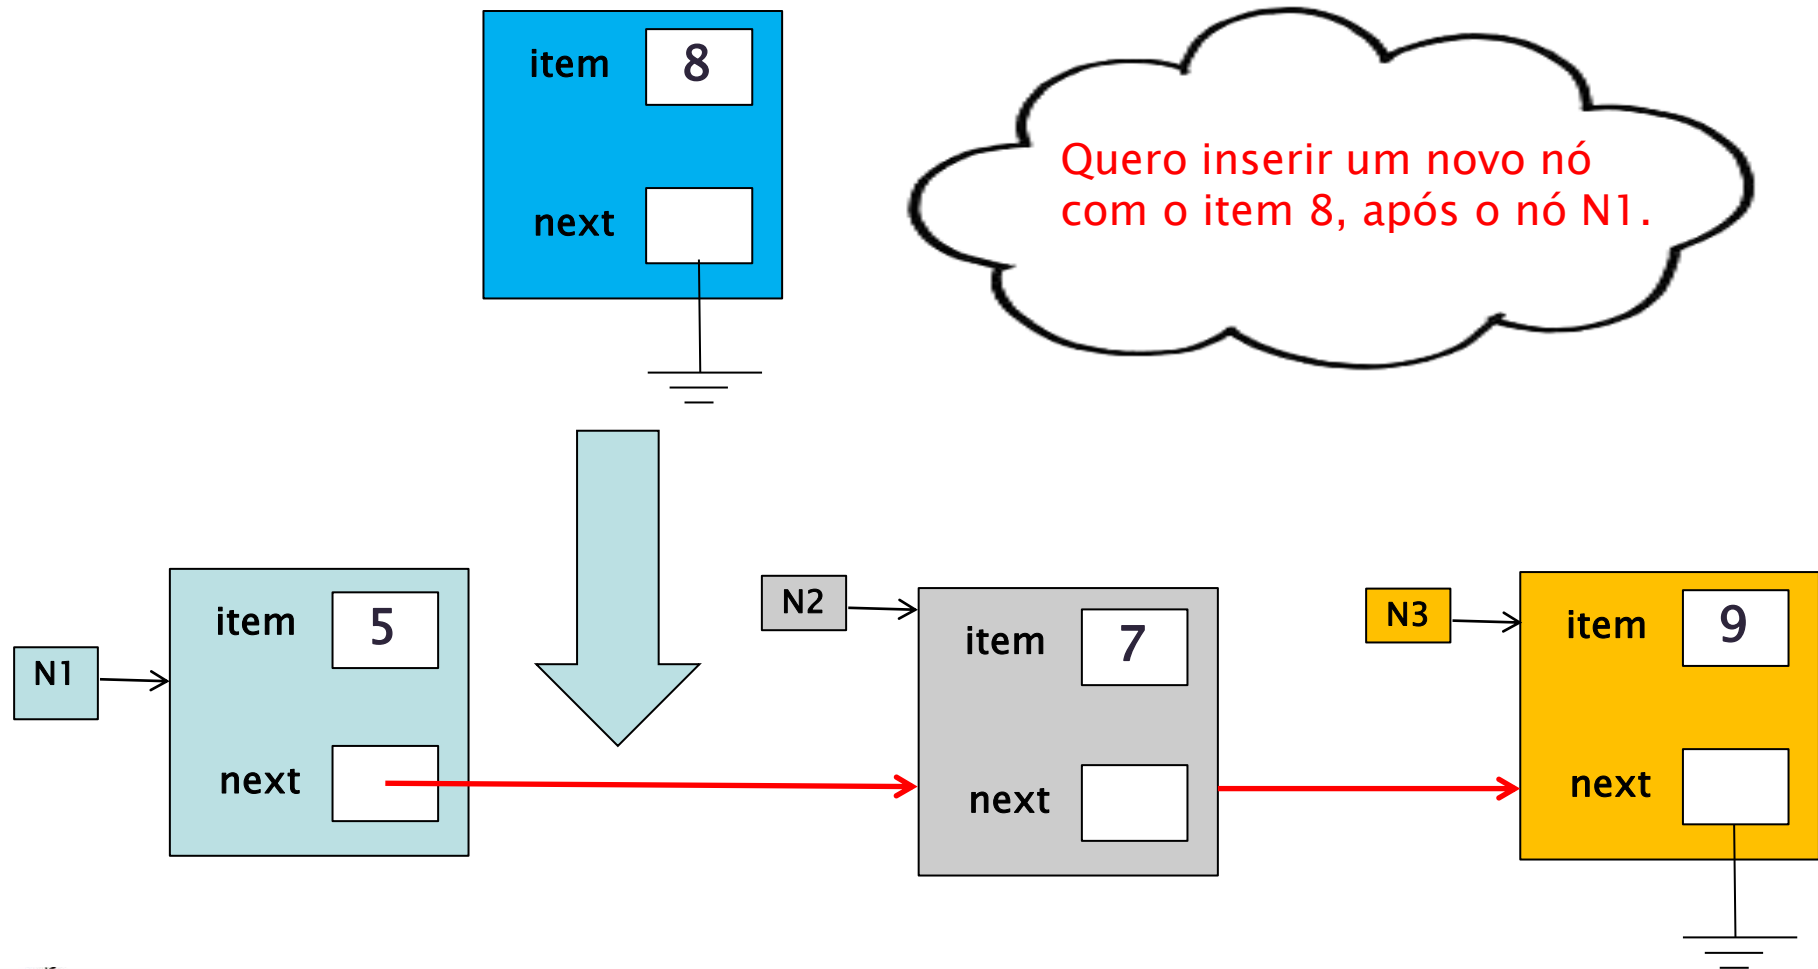 item 8
next
Quero inserir um novo nó
com o item 8, após o nó N1.
N1
item 5
next
N2
item 7
next
N3
item 9
next